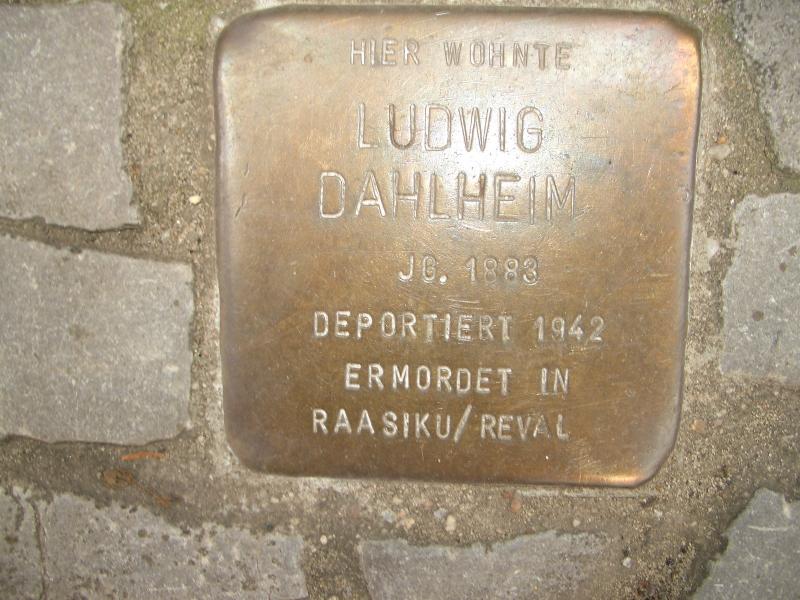 HIER WOHNTE
LUDWIG
DAHLHEIM
JG. 1883
DEPORTIERT 1942
ERMORDET IN
RAASIKU/REVAL